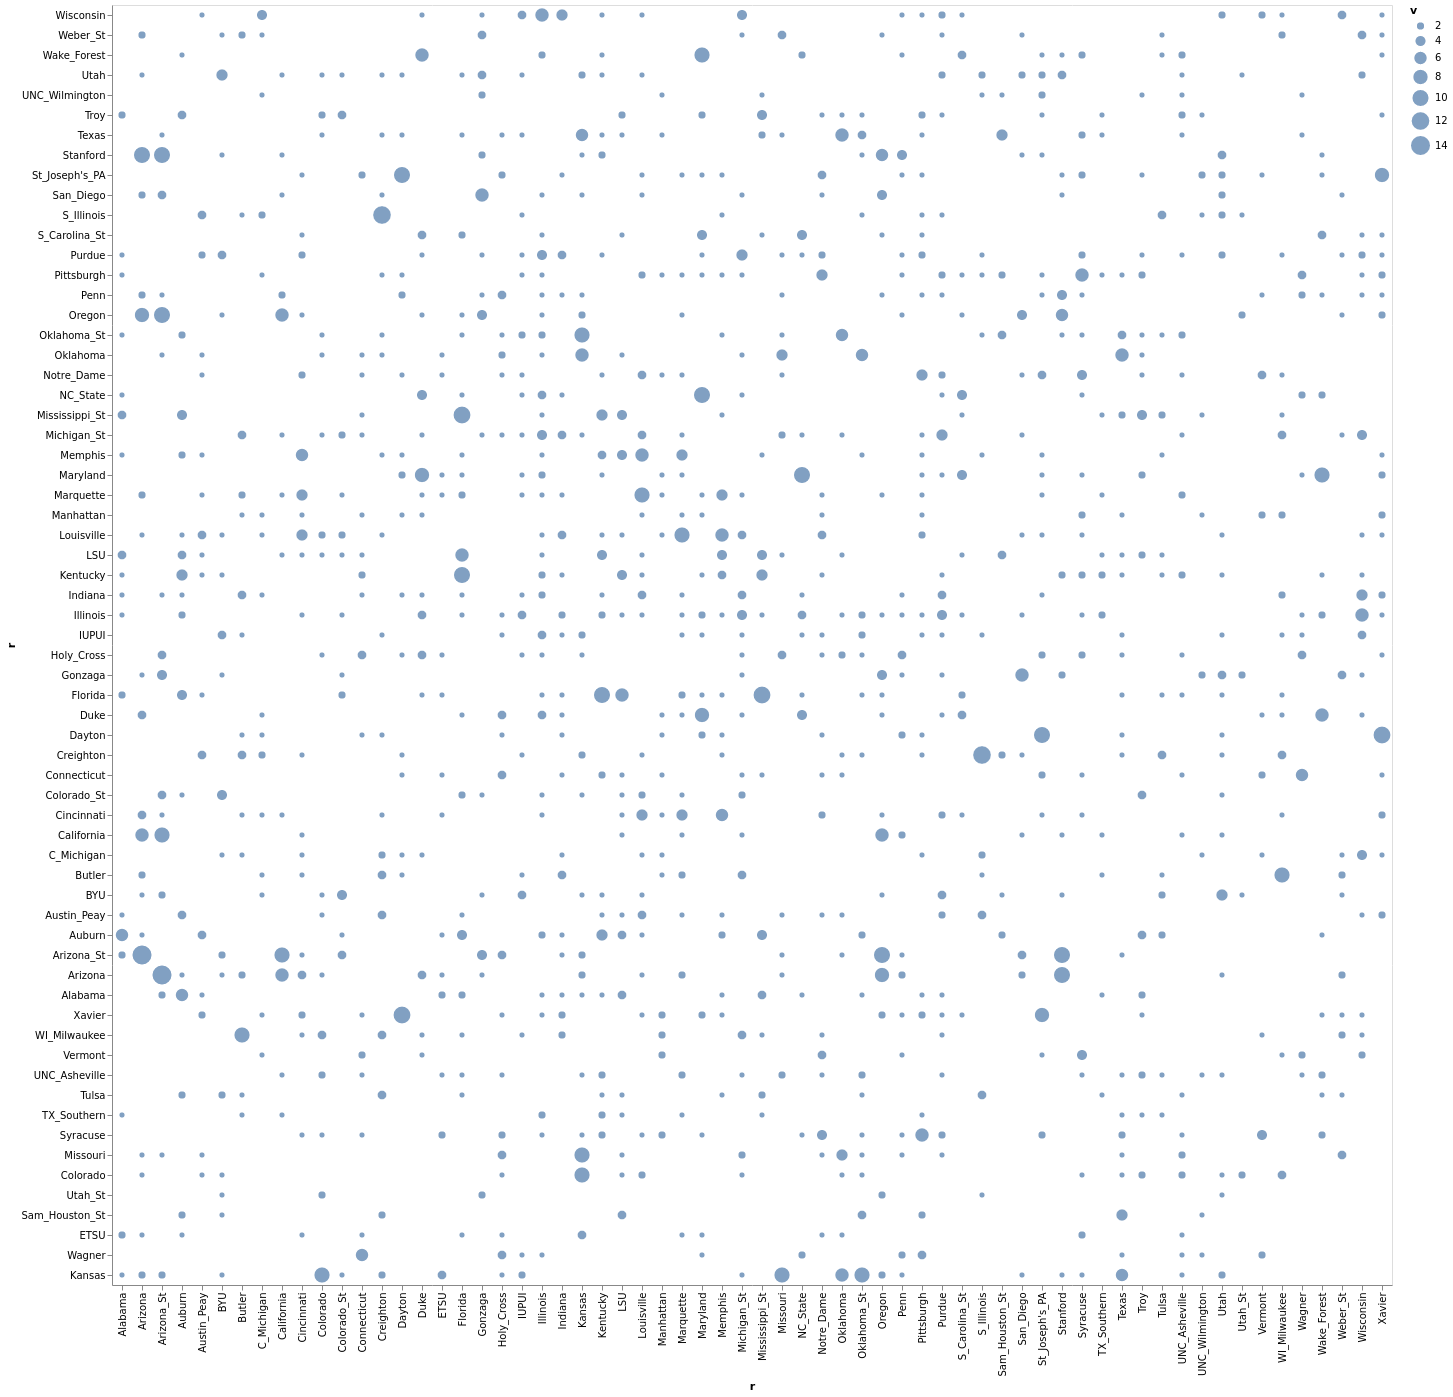 v
2
4
6
8
10
12
14
Wisconsin
Weber_St
Wake_Forest
Utah
UNC_Wilmington
Troy
Texas
Stanford
St_Joseph's_PA
San_Diego
S_Illinois
S_Carolina_St
Purdue
Pittsburgh
Penn
Oregon
Oklahoma_St
Oklahoma
Notre_Dame
NC_State
Mississippi_St
Michigan_St
Memphis
Maryland
Marquette
Manhattan
Louisville
LSU
Kentucky
Indiana
Illinois
IUPUI
Holy_Cross
Gonzaga
Florida
Duke
Dayton
Creighton
Connecticut
Colorado_St
Cincinnati
California
C_Michigan
Butler
BYU
Austin_Peay
Auburn
Arizona_St
Arizona
Alabama
Xavier
WI_Milwaukee
Vermont
UNC_Asheville
Tulsa
TX_Southern
Syracuse
Missouri
Colorado
Utah_St
Sam_Houston_St
ETSU
Wagner
Kansas
r
Alabama
Arizona
Arizona_St
Auburn
Austin_Peay
BYU
Butler
C_Michigan
California
Cincinnati
Colorado
Colorado_St
Connecticut
Creighton
Dayton
Duke
ETSU
Florida
Gonzaga
Holy_Cross
IUPUI
Illinois
Indiana
Kansas
Kentucky
LSU
Louisville
Manhattan
Marquette
Maryland
Memphis
Michigan_St
Mississippi_St
Missouri
NC_State
Notre_Dame
Oklahoma
Oklahoma_St
Oregon
Penn
Pittsburgh
Purdue
S_Carolina_St
S_Illinois
Sam_Houston_St
San_Diego
St_Joseph's_PA
Stanford
Syracuse
TX_Southern
Texas
Troy
Tulsa
UNC_Asheville
UNC_Wilmington
Utah
Utah_St
Vermont
WI_Milwaukee
Wagner
Wake_Forest
Weber_St
Wisconsin
Xavier
r